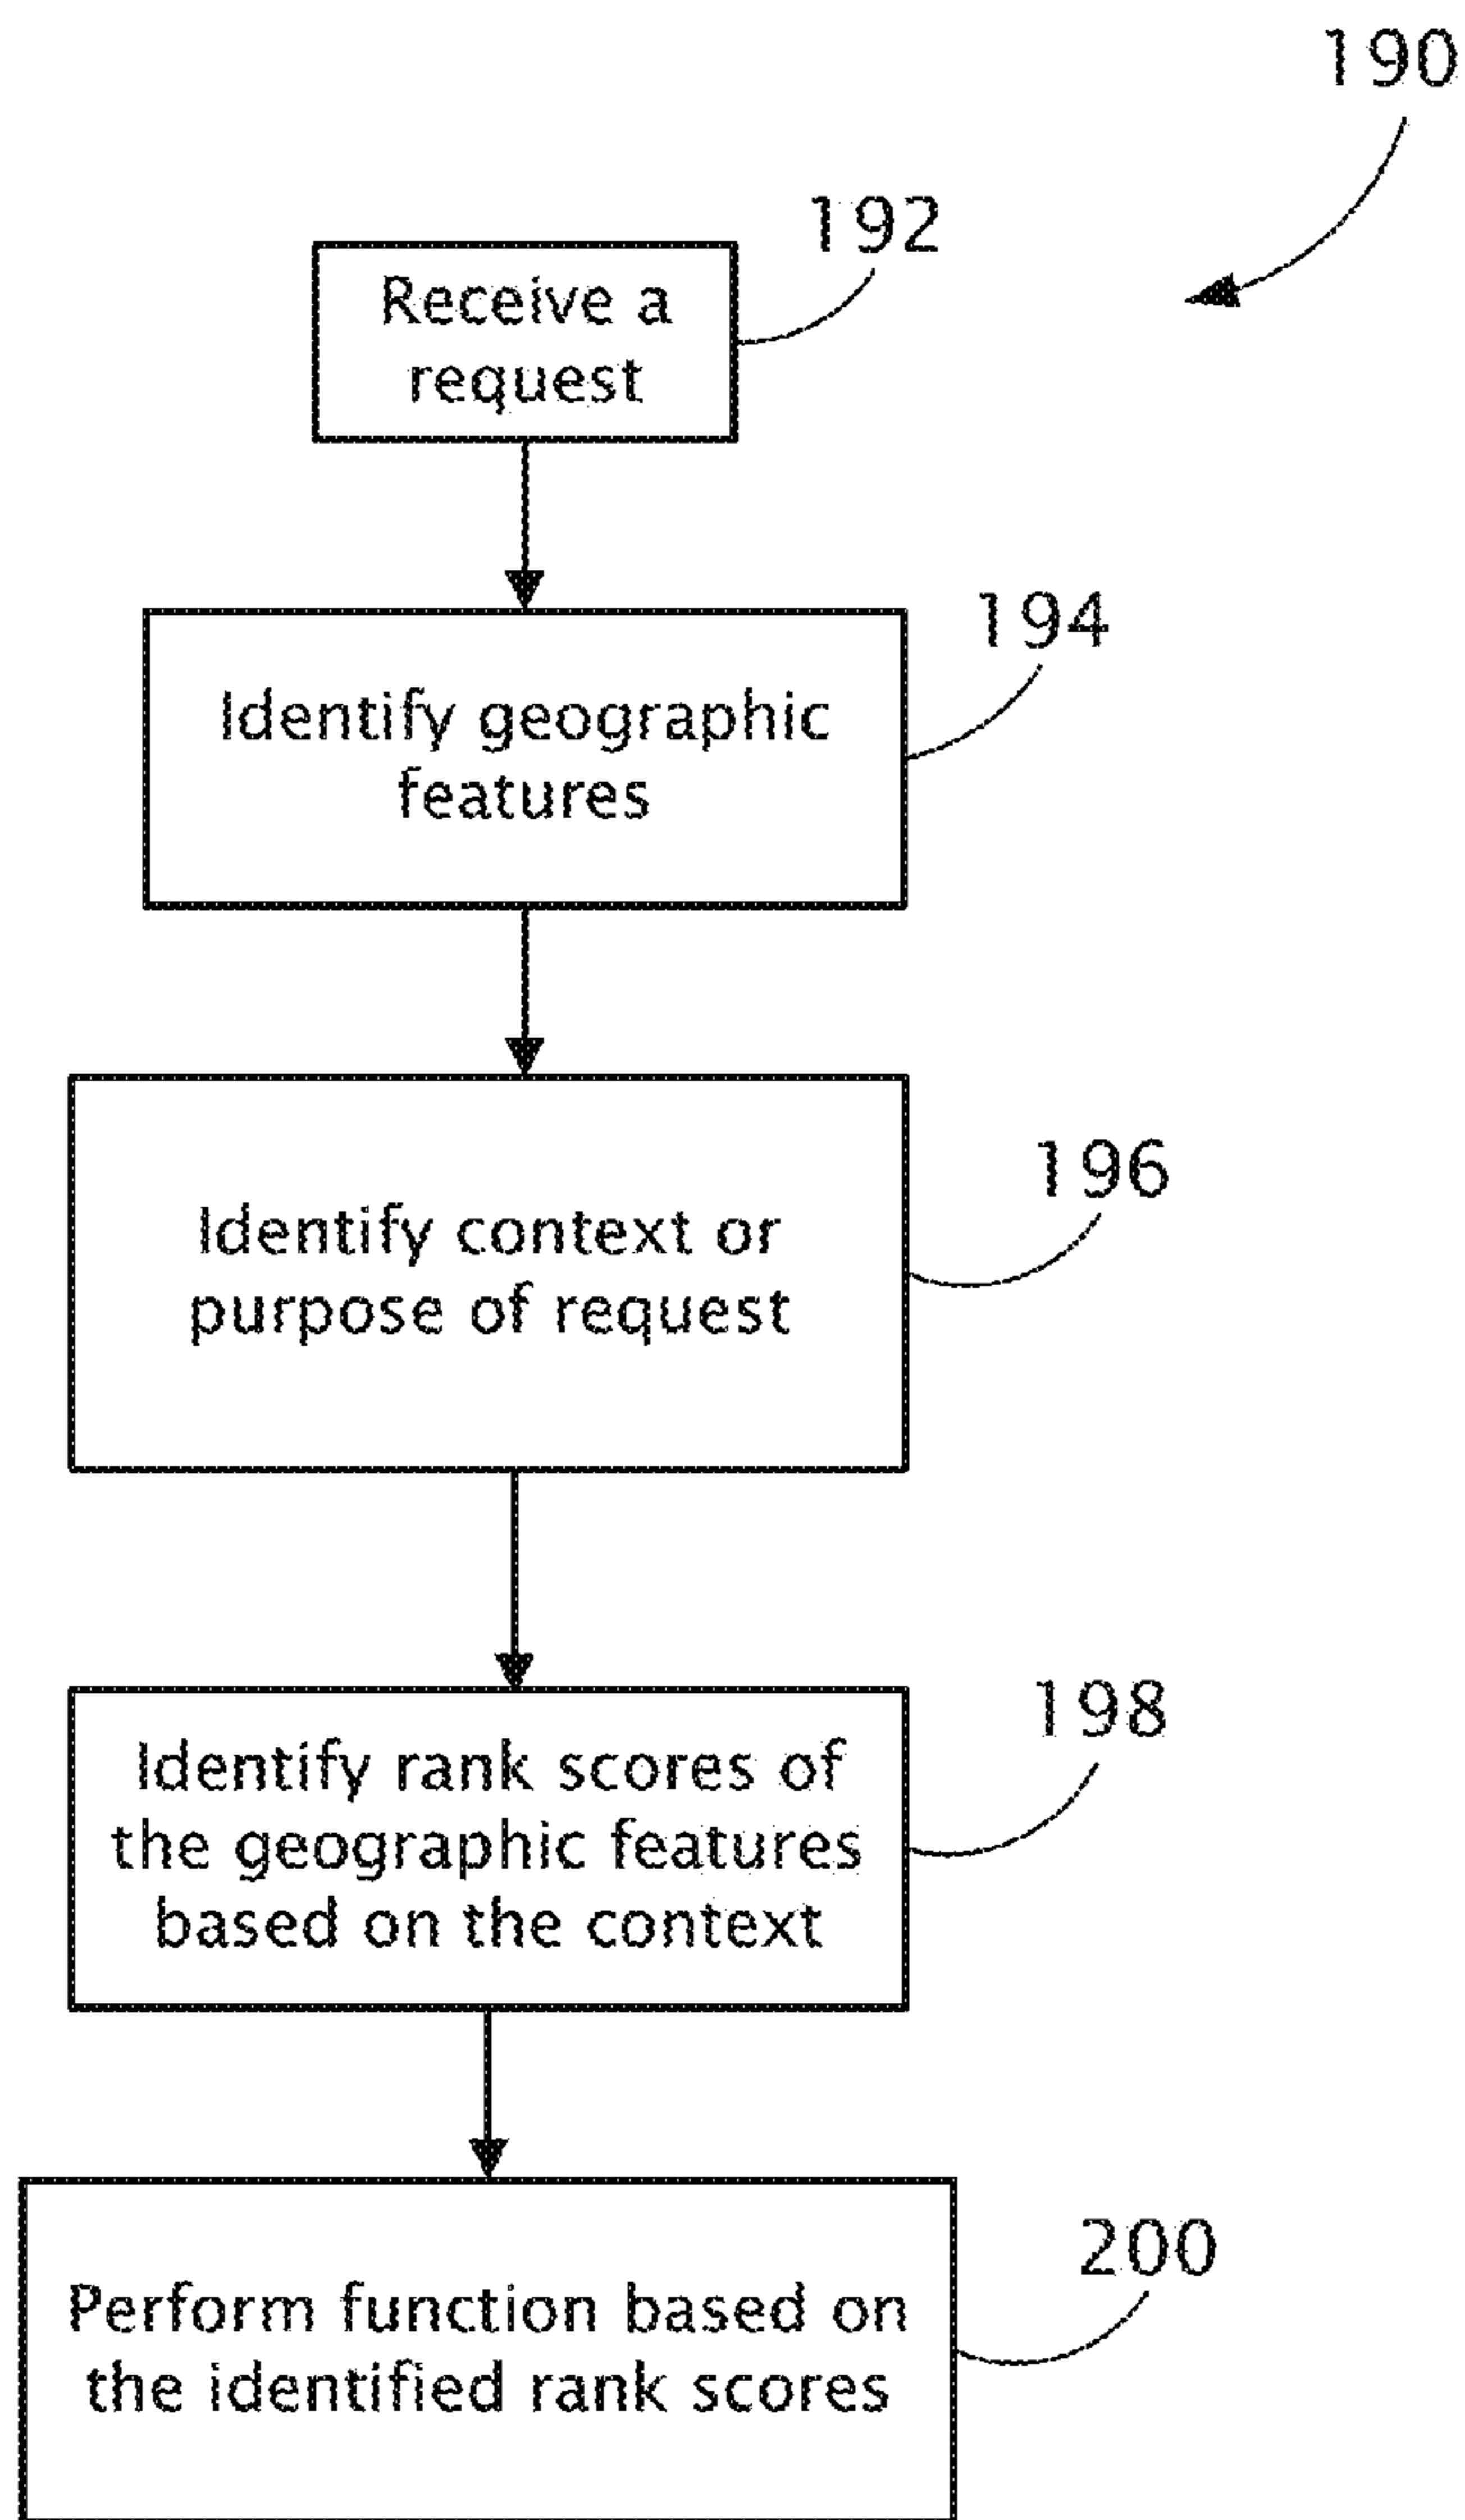 190
192
Receive a
request
194
Identify geographic
features
196
Identify context or
purpose of request
198
Identify rank scores of
the geographic features
based on the context
200
Perform function based on
the identified rank scores